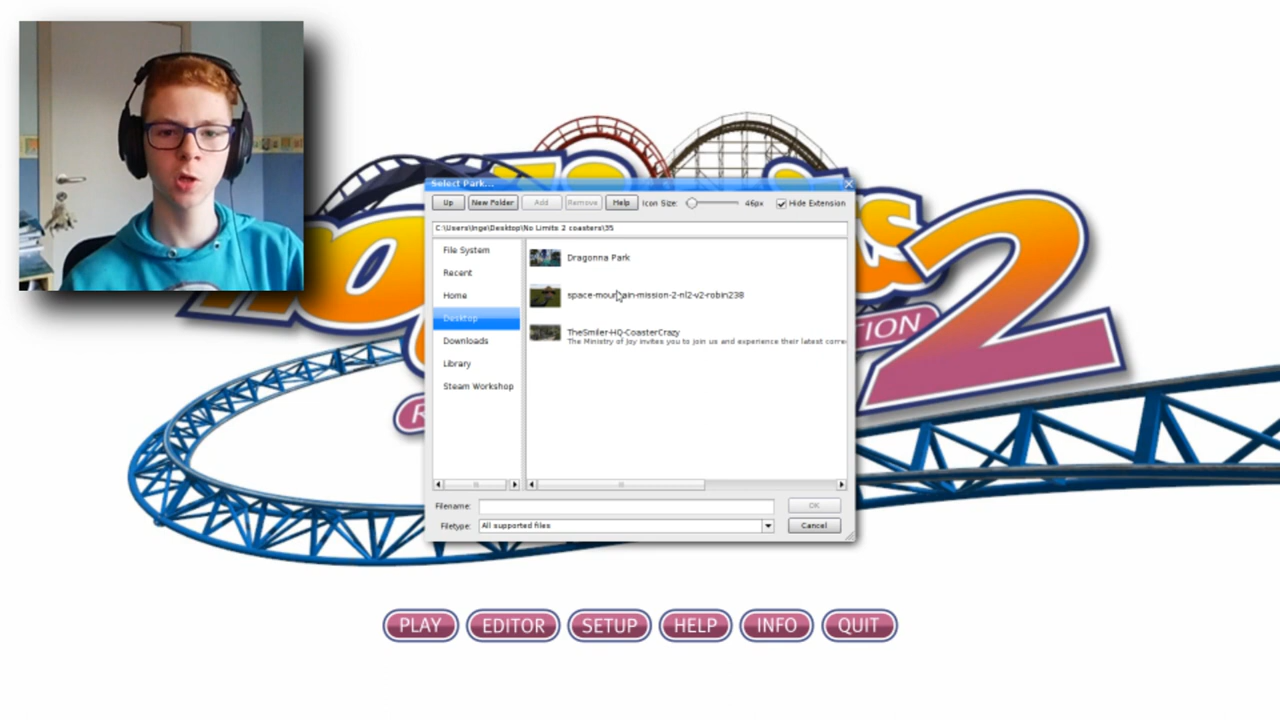 Select Park...
Up New Folder Add Remove Help Icon Size: 46px Hide Extension
C:\Users\Inge\Desktop\No Limits 2 coasters\35
File System
Recent
Home
Desktop
Downloads
Library
Steam Workshop
Dragonna Park
space-mountain-mission-2-nl2-v2-robin238
TheSmiler-HQ-CoasterCrazy
The Ministry of Joy invites you to join us and experience their latest corre
Filename: OK
Filetype: All supported files Cancel
2
PLAY EDITOR SETUP HELP INFO QUIT